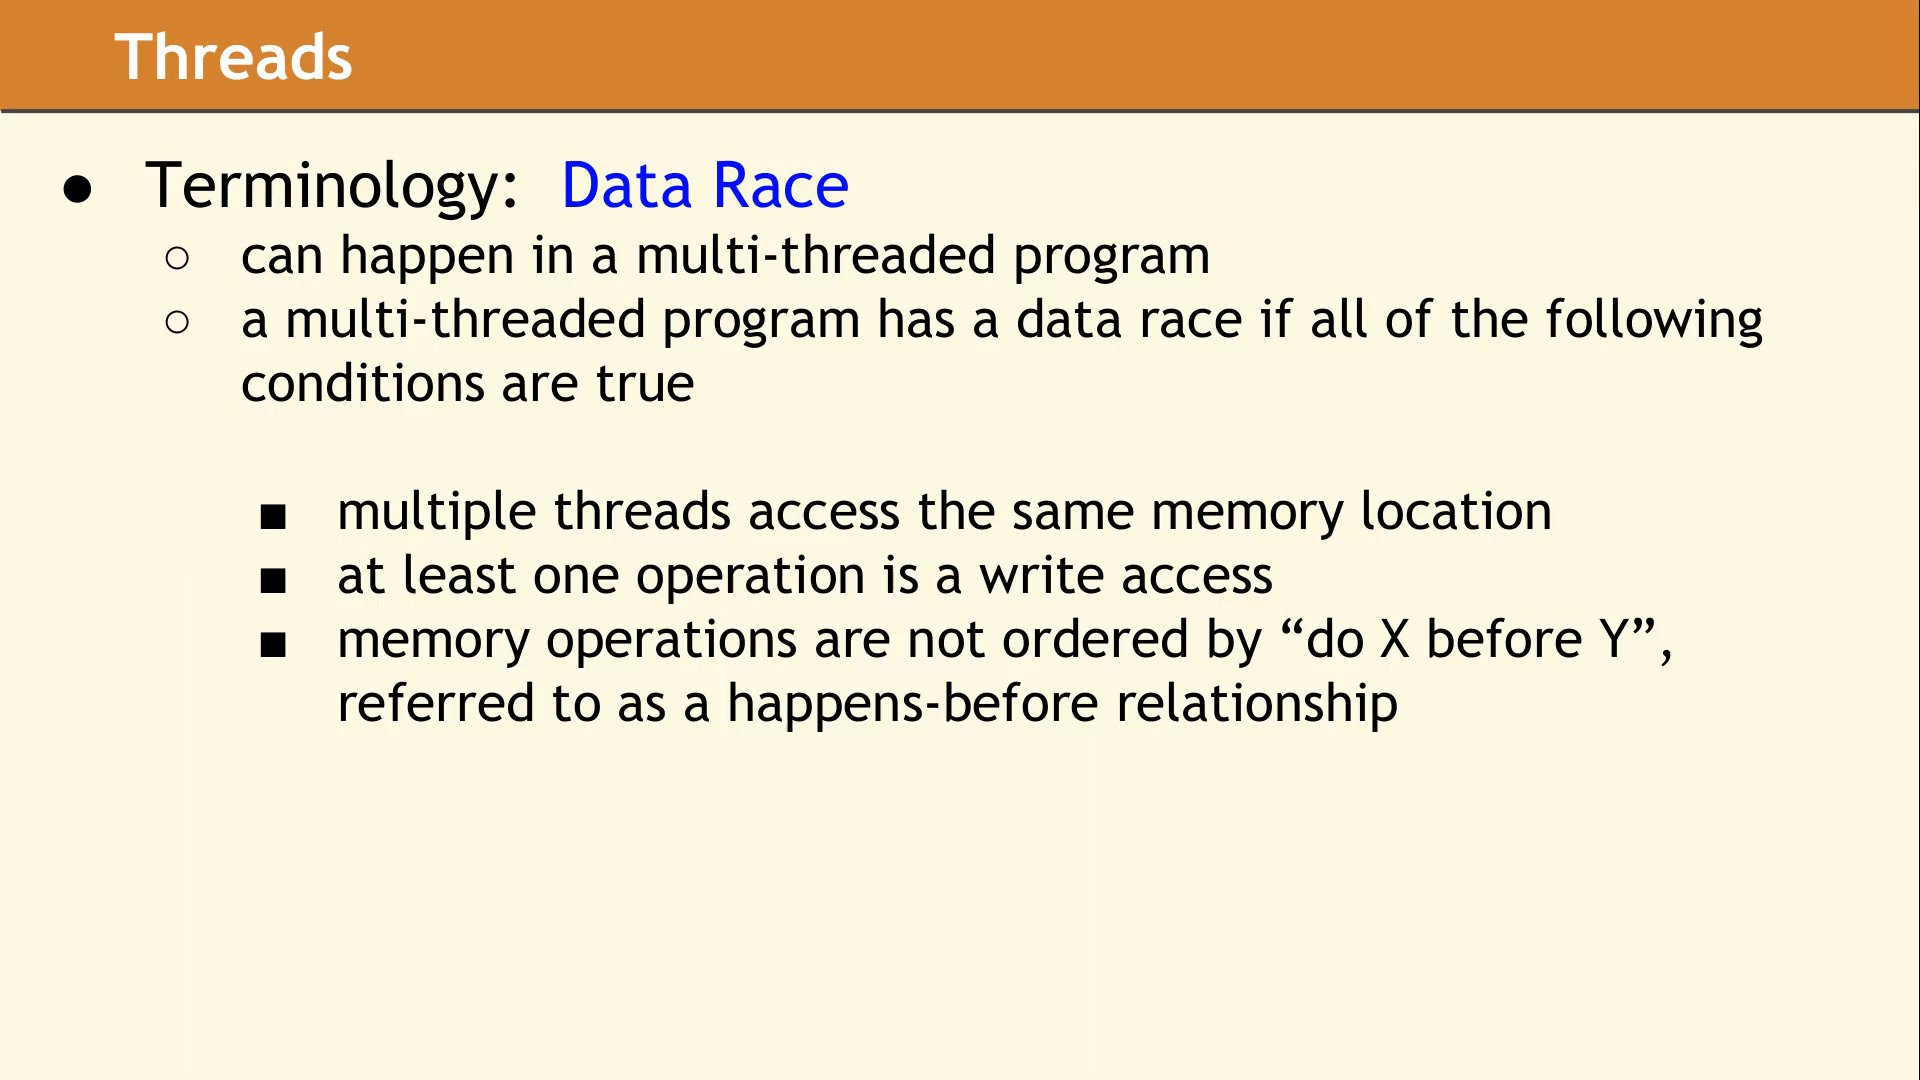 Threads
● Terminology: Data Race
○ can happen in a multi-threaded program
○ a multi-threaded program has a data race if all of the following
conditions are true
■ multiple threads access the same memory location
■ at least one operation is a write access
■ memory operations are not ordered by “do X before Y”,
referred to as a happens-before relationship